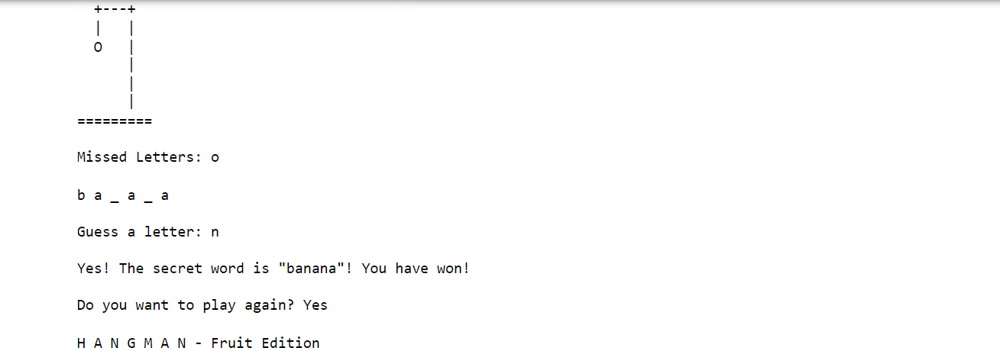 +---+
|   |
O   |
    |
    |
    |
=========
Missed Letters: o
b a _ a _ a
Guess a letter: n
Yes! The secret word is "banana"! You have won!
Do you want to play again? Yes
H A N G M A N - Fruit Edition